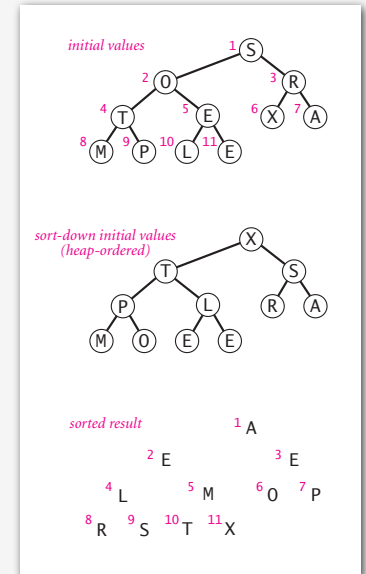 initial values
1 S
2 O 3 R
4 T 5 E 6 X 7 A
8 M 9 P 10 L 11 E
sort-down initial values
(heap-ordered)
X
T S
P L R A
M O E E
sorted result
1 A
2 E 3 E
4 L 5 M 6 O 7 P
8 R 9 S 10 T 11 X